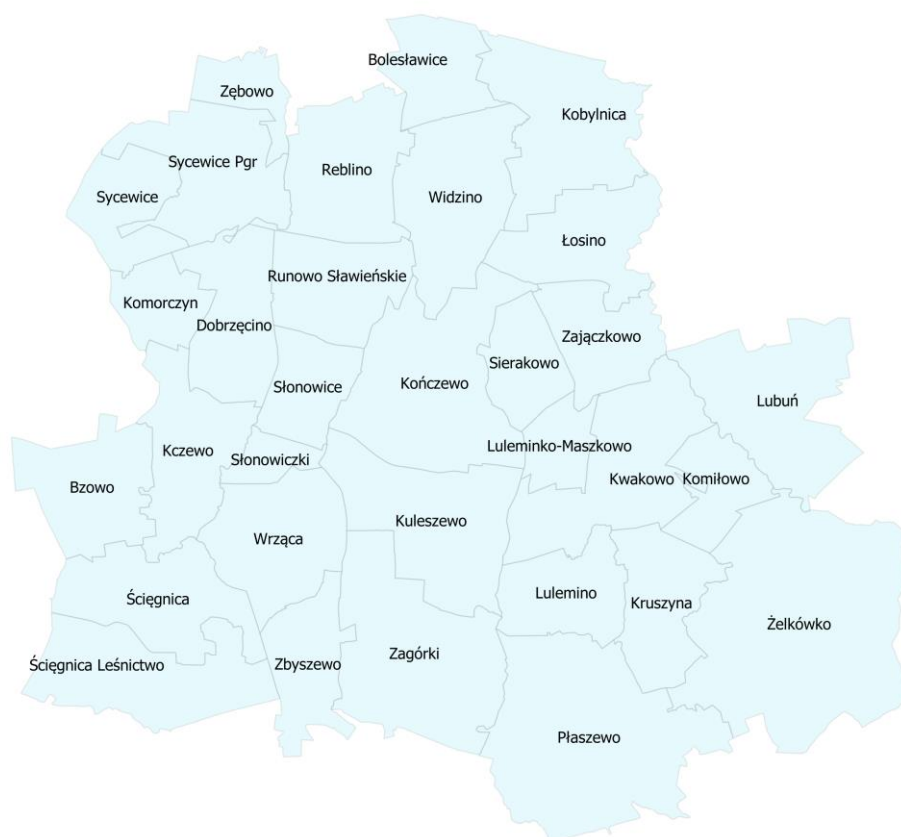 Bolesławice
Zębowo
Kobylnica
Sycewice Pgr
Reblino
Sycewice
Widzino
Łosino
Runowo Sławieńskie
Komorczyn
Dobrzęcino
Zajączkowo
Sierakowo
Słonowice
Kończewo
Lubuń
Luleminko-Maszkowo
Kczewo
Słonowiczki
Kwakowo
Komiłowo
Bzowo
Kuleszewo
Wrząca
Lulemino
Ścięgnica
Kruszyna
Żelkówko
Zagórki
Ścięgnica Leśnictwo
Zbyszewo
Płaszewo